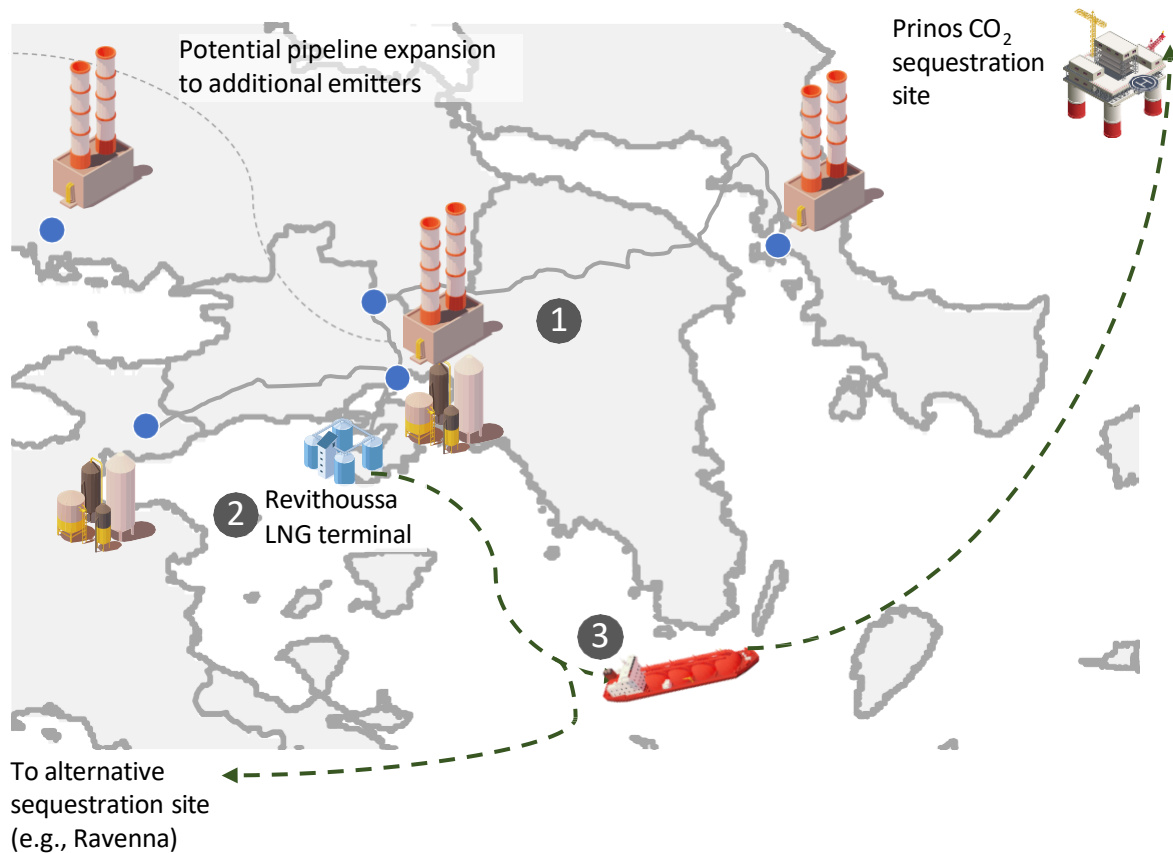 Potential pipeline expansion
to additional emitters
Prinos CO₂
sequestration
site
H
1
2
Revithoussa
LNG terminal
3
To alternative
sequestration site
(e.g., Ravenna)